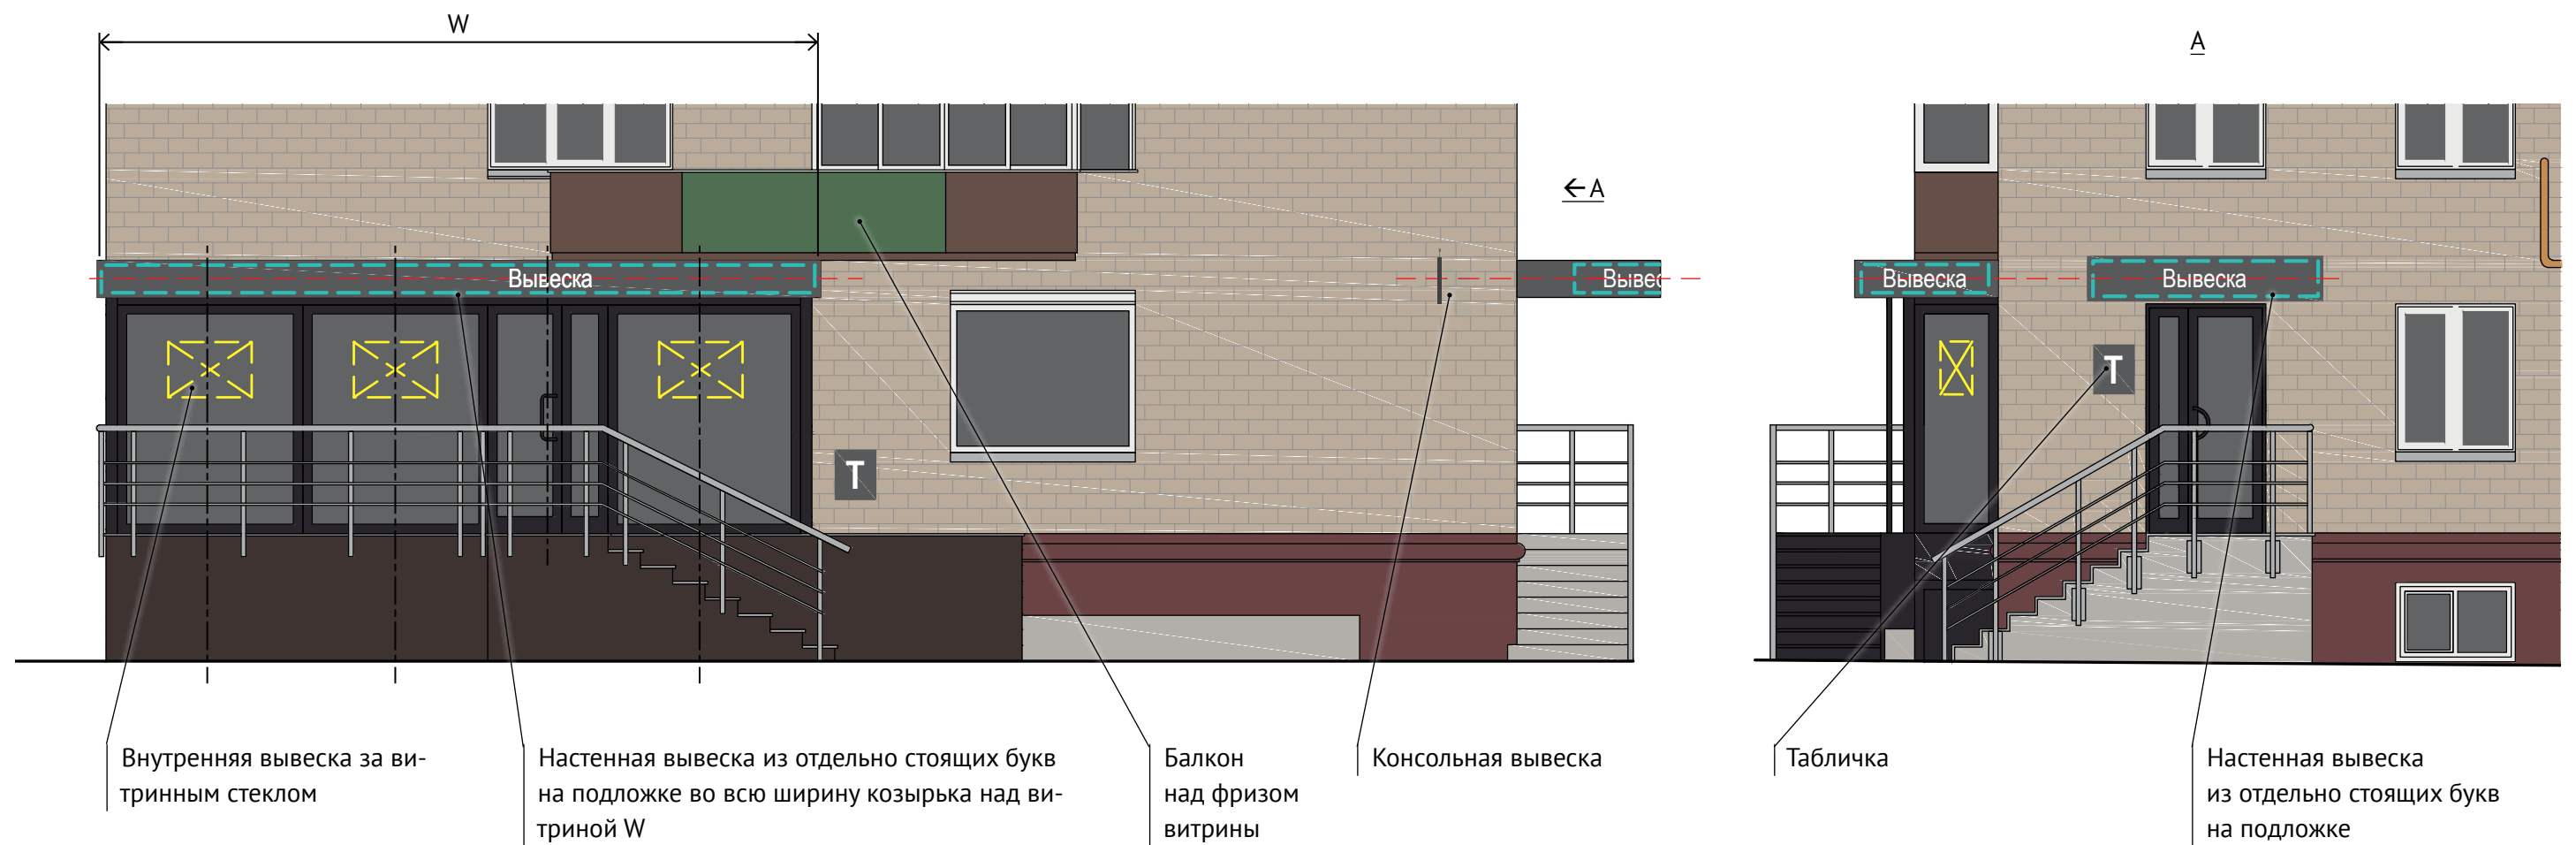 W
A
←A
Вывеска
Вывес
Вывеска
Вывеска
Т
Т
Внутренняя вывеска за ви-
тринным стеклом
Настенная вывеска из отдельно стоящих букв
на подложке во всю ширину козырька над ви-
триной W
Балкон
над фризом
витрины
Консольная вывеска
Табличка
Настенная вывеска
из отдельно стоящих букв
на подложке